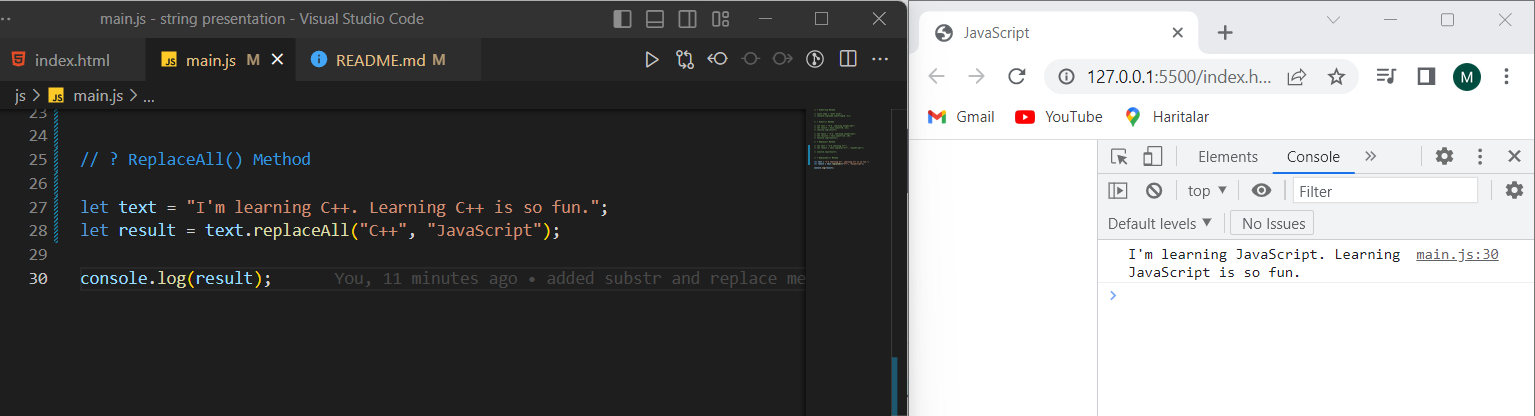 main.js - string presentation - Visual Studio Code
index.html
main.js M
README.md M
js > main.js > ...
23
24
25 // ? ReplaceAll() Method
26
27 let text = "I'm learning C++. Learning C++ is so fun.";
28 let result = text.replaceAll("C++", "JavaScript");
29
30 console.log(result); You, 11 minutes ago • added substr and replace me
JavaScript
127.0.0.1:5500/index.h...
M
Gmail
YouTube
Haritalar
Elements
Console
top
Filter
Default levels
No Issues
I'm learning JavaScript. Learning main.js:30
JavaScript is so fun.